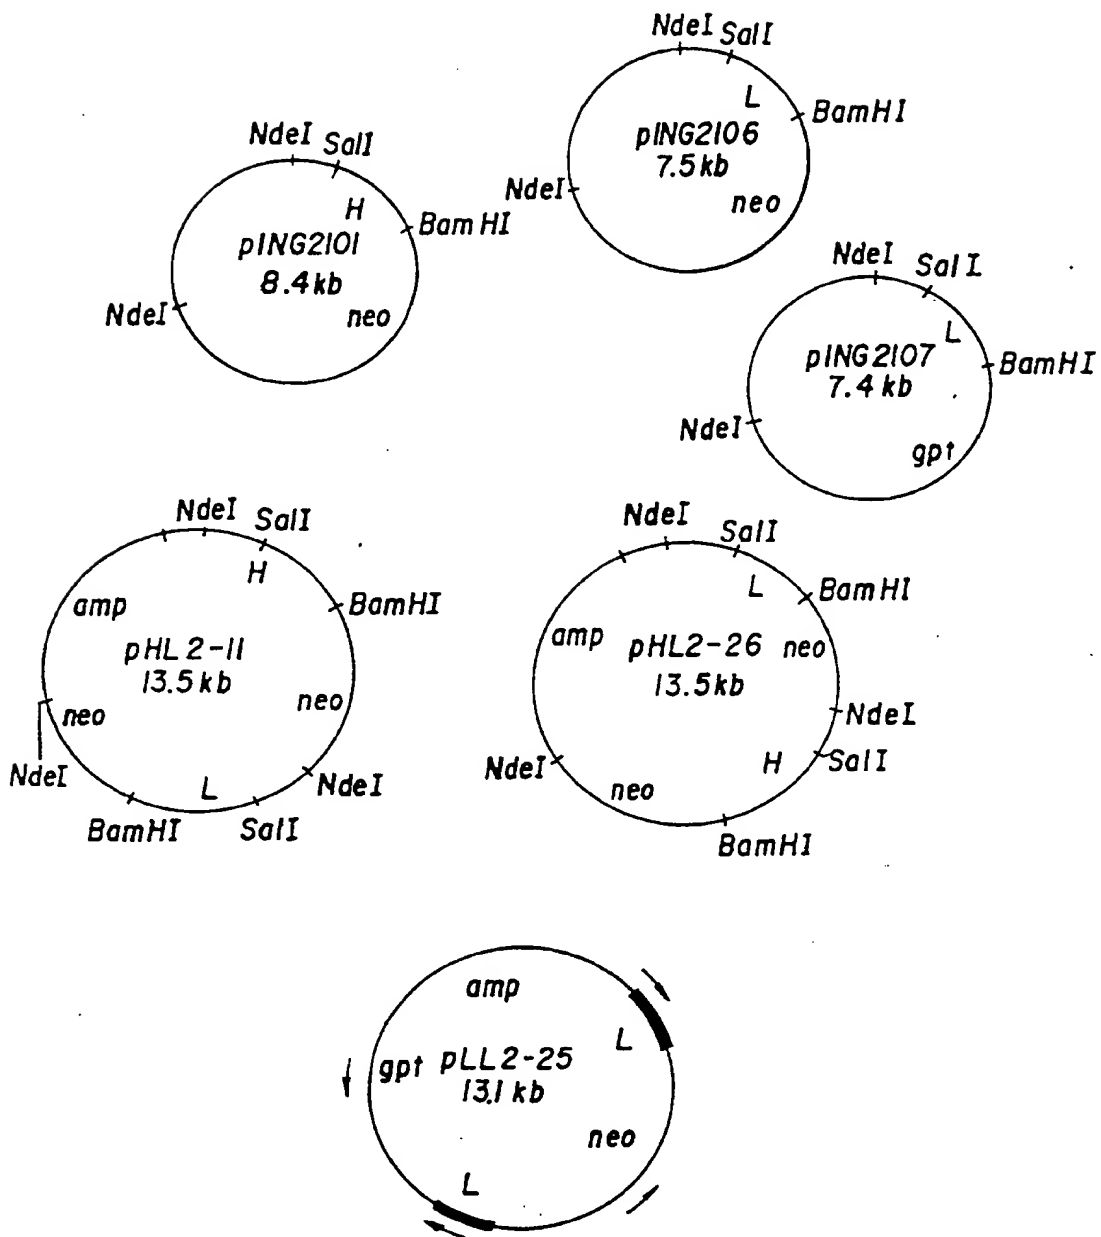 NdeI SalI
L
BamHI
pING2106
7.5kb
NdeI
neo
NdeI SalI
H
BamHI
pING2101
8.4kb
NdeI
neo
NdeI SalI
L
BamHI
pING2107
7.4kb
NdeI
gpt
NdeI SalI
H
BamHI
amp
pHL2-11
13.5kb
neo
neo
NdeI
NdeI
L
BamHI SalI
NdeI SalI
L
BamHI
amp
pHL2-26
neo
13.5kb
NdeI
SalI
H
NdeI
neo
BamHI
amp
L
gpt pLL2-25
13.1kb
neo
L